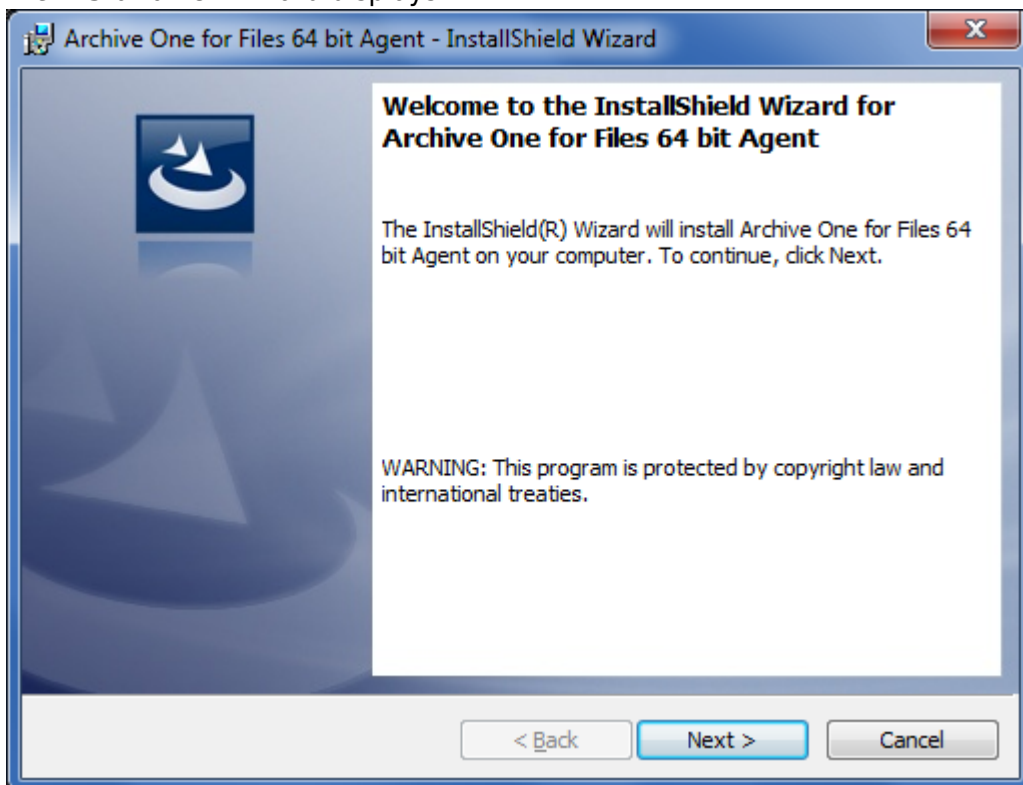 Archive One for Files 64 bit Agent - InstallShield Wizard
Welcome to the InstallShield Wizard for
Archive One for Files 64 bit Agent
The InstallShield(R) Wizard will install Archive One for Files 64
bit Agent on your computer. To continue, click Next.
WARNING: This program is protected by copyright law and
international treaties.
< Back Next > Cancel